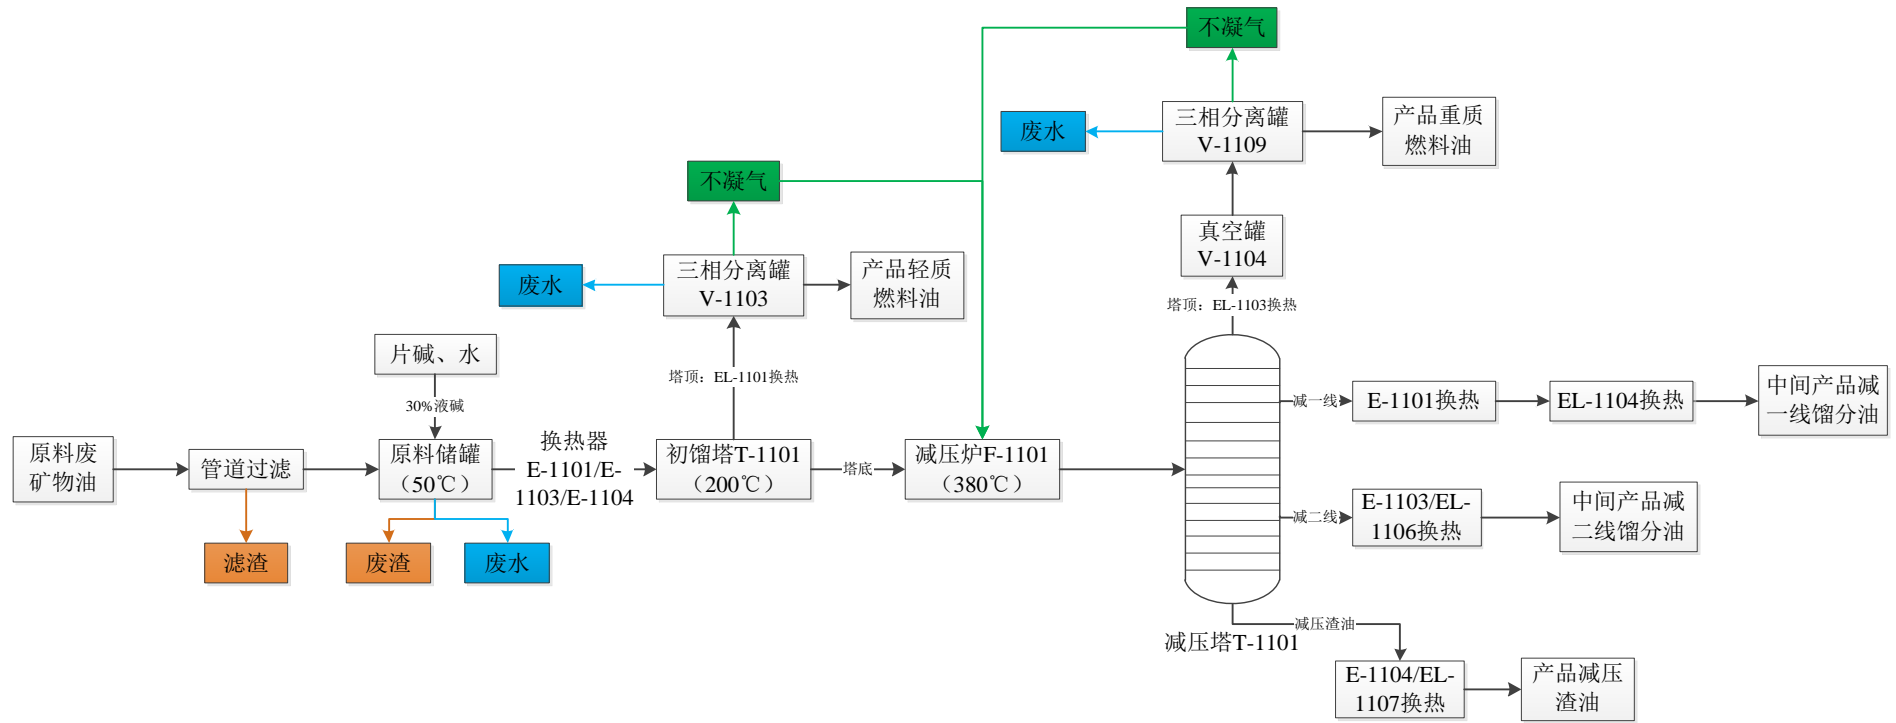 不凝气
三相分离罐
V-1109
废水
产品重质
燃料油
不凝气
真空罐
V-1104
三相分离罐
V-1103
废水
产品轻质
燃料油
塔顶：EL-1103换热
片碱、水
30%液碱
塔顶：EL-1101换热
原料废
矿物油
管道过滤
原料储罐
（50℃）
换热器
E-1101/E-
1103/E-1104
初馏塔T-1101
（200℃）
塔底
减压炉F-1101
（380℃）
减一线
E-1101换热
EL-1104换热
中间产品减
一线馏分油
减二线
E-1103/EL-
1106换热
中间产品减
二线馏分油
滤渣
废渣
废水
减压塔T-1101
减压渣油
E-1104/EL-
1107换热
产品减压
渣油